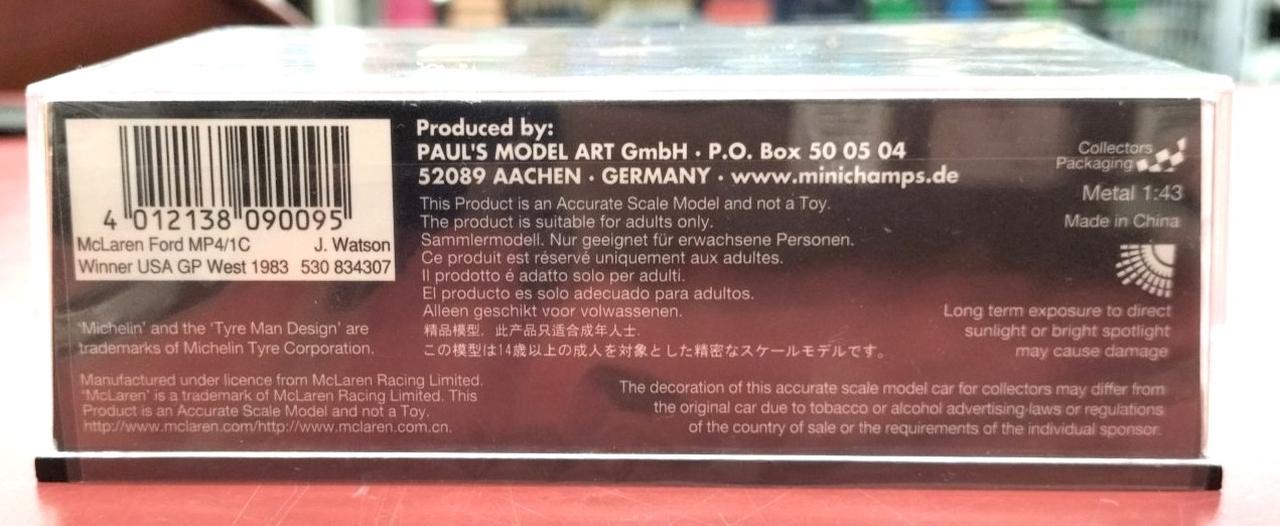 4 012138 090095
McLaren Ford MP4/1C J. Watson
Winner USA GP West 1983 530 834307
'Michelin' and the 'Tyre Man Design' are
trademarks of Michelin Tyre Corporation.
Manufactured under licence from McLaren Racing Limited.
'McLaren' is a trademark of McLaren Racing Limited. This
Product is an Accurate Scale Model and not a Toy.
http://www.mclaren.com/http://www.mclaren.com.cn.
Produced by:
PAUL'S MODEL ART GmbH · P.O. Box 50 05 04
52089 AACHEN · GERMANY · www.minichamps.de
This Product is an Accurate Scale Model and not a Toy.
The product is suitable for adults only.
Sammlermodell. Nur geeignet für erwachsene Personen.
Ce produit est réservé uniquement aux adultes.
Il prodotto é adatto solo per adulti.
El producto es solo adecuado para adultos.
Alleen geschikt voor volwassenen.
精品模型. 此产品只适合成年人士.
この模型は14歳以上の成人を対象とした精密なスケールモデルです。
Collectors
Packaging
Metal 1:43
Made in China
Long term exposure to direct
sunlight or bright spotlight
may cause damage
The decoration of this accurate scale model car for collectors may differ from
the original car due to tobacco or alcohol advertising-laws or regulations
of the country of sale or the requirements of the individual sponsor.